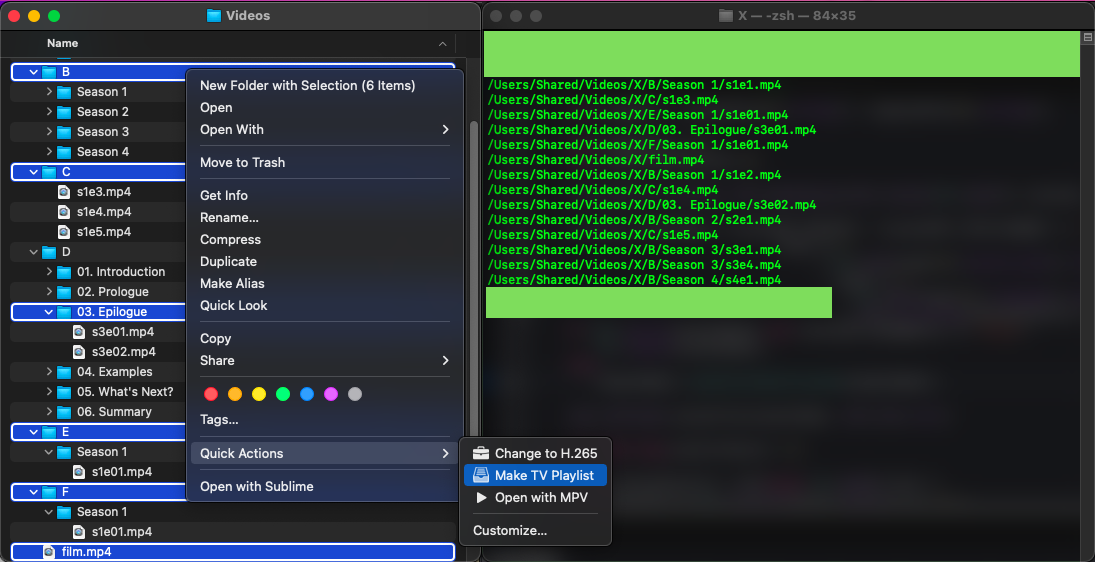 Videos
Name
B
Season 1
Season 2
Season 3
Season 4
C
s1e3.mp4
s1e4.mp4
s1e5.mp4
D
01. Introduction
02. Prologue
03. Epilogue
s3e01.mp4
s3e02.mp4
04. Examples
05. What's Next?
06. Summary
E
Season 1
s1e01.mp4
F
Season 1
s1e01.mp4
film.mp4
New Folder with Selection (6 Items)
Open
Open With
Move to Trash
Get Info
Rename...
Compress
Duplicate
Make Alias
Quick Look
Copy
Share
Tags...
Quick Actions
Open with Sublime
Change to H.265
Make TV Playlist
Open with MPV
Customize...
X — -zsh — 84×35
/Users/Shared/Videos/X/B/Season 1/s1e1.mp4
/Users/Shared/Videos/X/C/s1e3.mp4
/Users/Shared/Videos/X/E/Season 1/s1e01.mp4
/Users/Shared/Videos/X/D/03. Epilogue/s3e01.mp4
/Users/Shared/Videos/X/F/Season 1/s1e01.mp4
/Users/Shared/Videos/X/film.mp4
/Users/Shared/Videos/X/B/Season 1/s1e2.mp4
/Users/Shared/Videos/X/C/s1e4.mp4
/Users/Shared/Videos/X/D/03. Epilogue/s3e02.mp4
/Users/Shared/Videos/X/B/Season 2/s2e1.mp4
/Users/Shared/Videos/X/C/s1e5.mp4
/Users/Shared/Videos/X/B/Season 3/s3e1.mp4
/Users/Shared/Videos/X/B/Season 3/s3e4.mp4
/Users/Shared/Videos/X/B/Season 4/s4e1.mp4